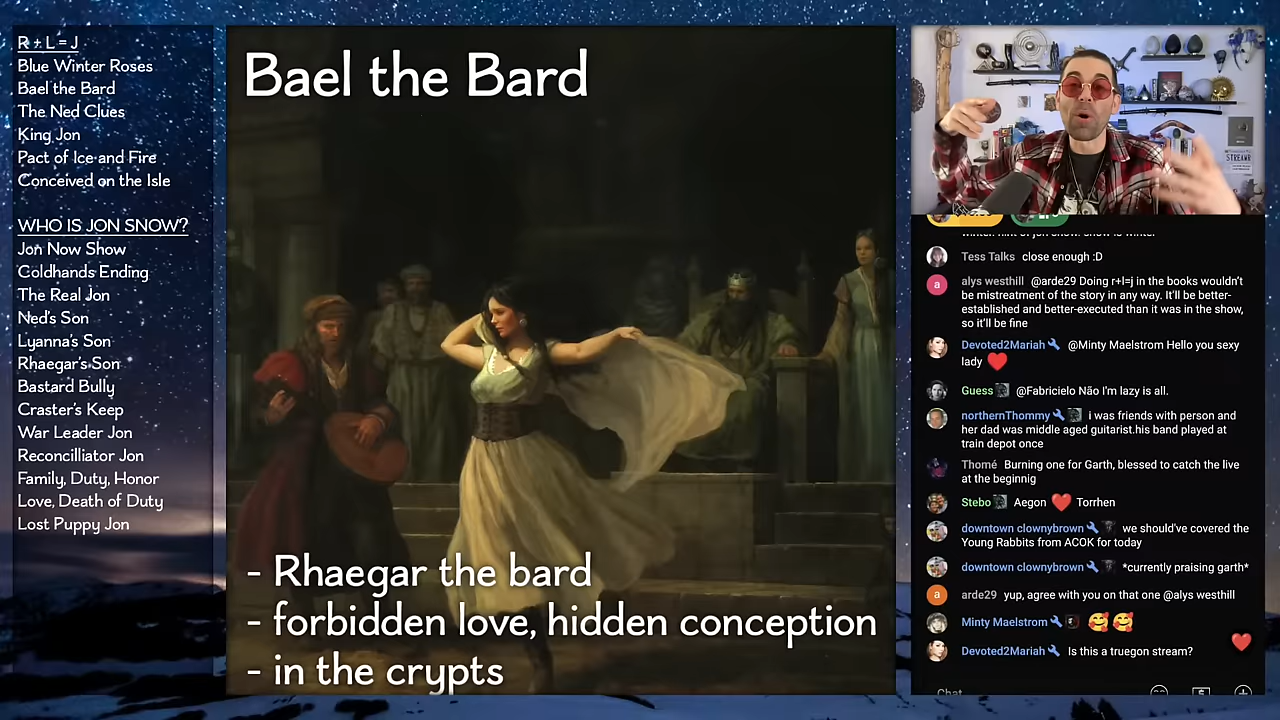 R + L = J
Blue Winter Roses
Bael the Bard
The Ned Clues
King Jon
Pact of Ice and Fire
Conceived on the Isle
WHO IS JON SNOW?
Jon Now Show
Coldhands Ending
The Real Jon
Ned's Son
Lyanna's Son
Rhaegar's Son
Bastard Bully
Craster's Keep
War Leader Jon
Reconcilliator Jon
Family, Duty, Honor
Love, Death of Duty
Lost Puppy Jon
Bael the Bard
- Rhaegar the bard
- forbidden love, hidden conception
- in the crypts
Tess Talks close enough :D
alys westhill @arde29 Doing r+l=j in the books wouldn't
be mistreatment of the story in any way. It'll be better-
established and better-executed than it was in the show,
so it'll be fine
Devoted2Mariah @Minty Maelstrom Hello you sexy
lady
Guess @Fabricielo Não I'm lazy is all.
northernThommy i was friends with person and
her dad was middle aged guitarist.his band played at
train depot once
Thomé Burning one for Garth, blessed to catch the live
at the beginnig
Stebo Aegon ❤️ Torrhen
downtown clownybrown we should've covered the
Young Rabbits from ACOK for today
downtown clownybrown *currently praising garth*
arde29 yup, agree with you on that one @alys westhill
Minty Maelstrom 🥰🥰
Devoted2Mariah Is this a truegon stream?
Chat